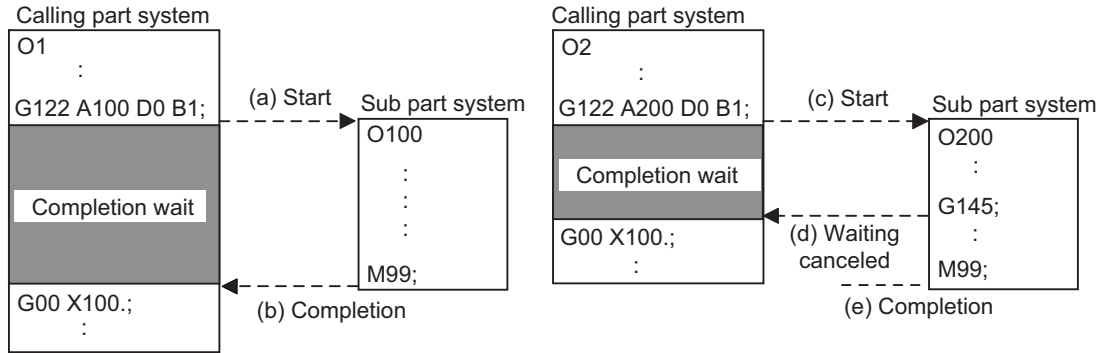 Calling part system
O1
:
G122 A100 D0 B1;
Completion wait
G00 X100.;
:
(a) Start
Sub part system
O100
:
:
:
:
M99;
(b) Completion
Calling part system
O2
:
G122 A200 D0 B1;
Completion wait
G00 X100.;
:
(c) Start
Sub part system
O200
:
G145;
:
M99;
(d) Waiting
canceled
(e) Completion